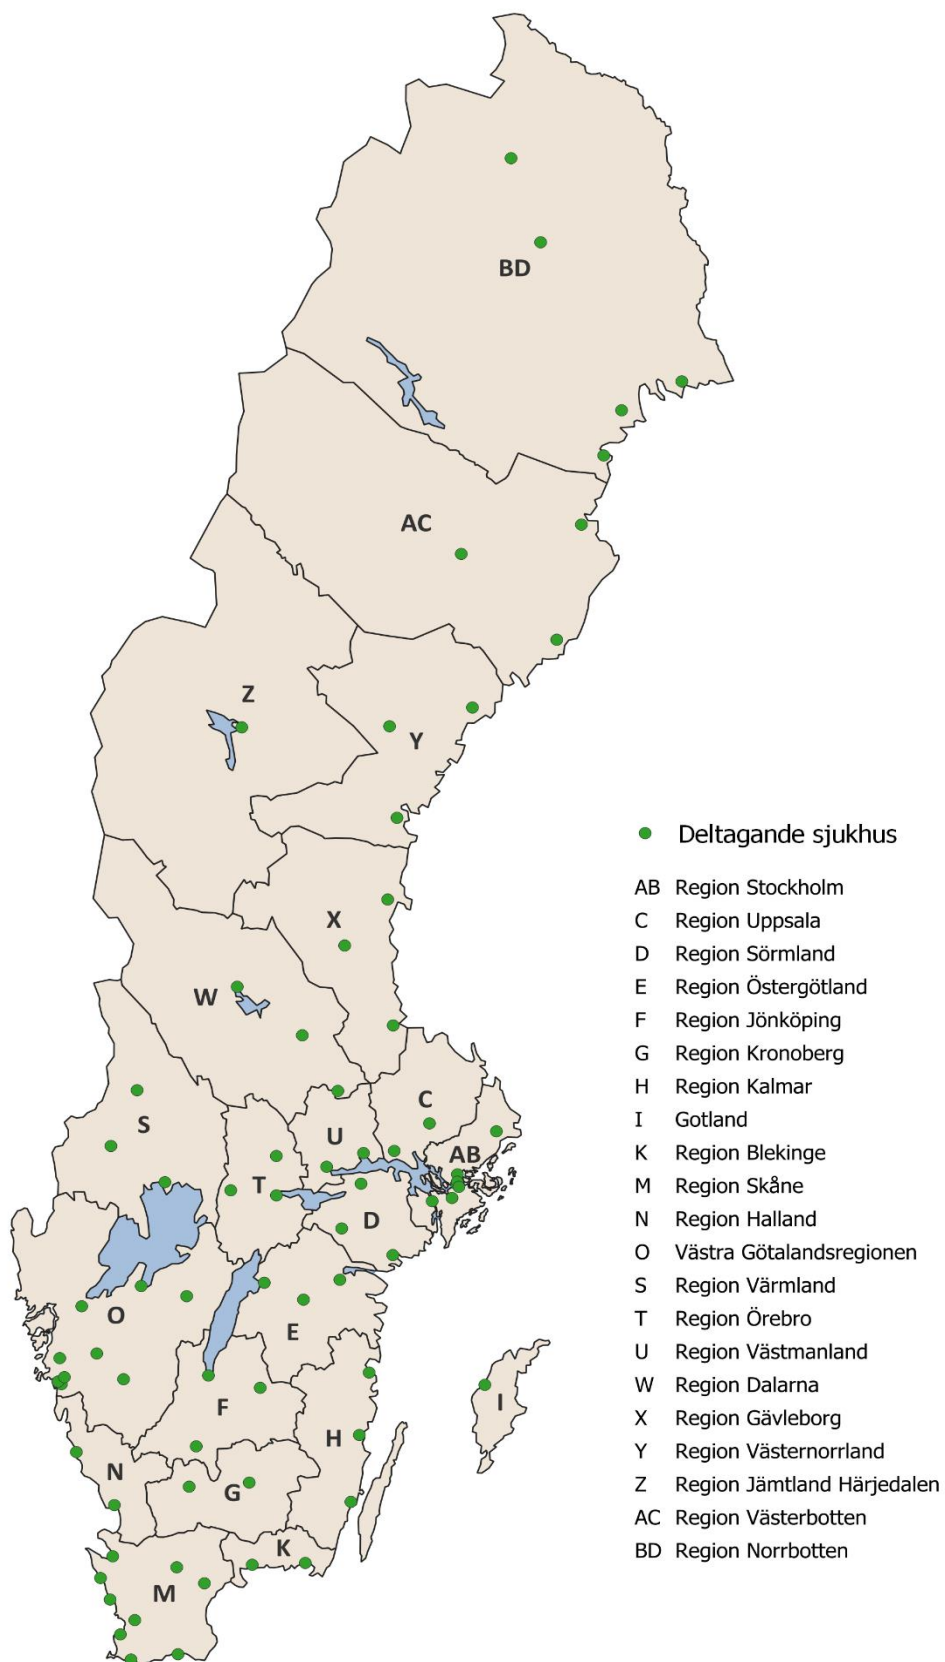 BD
AC
Z
Y
X
W
S
C
U
AB
T
D
O
E
F
I
H
N
G
K
M
Deltagande sjukhus
AB Region Stockholm
C Region Uppsala
D Region Sörmland
E Region Östergötland
F Region Jönköping
G Region Kronoberg
H Region Kalmar
I Gotland
K Region Blekinge
M Region Skåne
N Region Halland
O Västra Götalandsregionen
S Region Värmland
T Region Örebro
U Region Västmanland
W Region Dalarna
X Region Gävleborg
Y Region Västernorrland
Z Region Jämtland Härjedalen
AC Region Västerbotten
BD Region Norrbotten